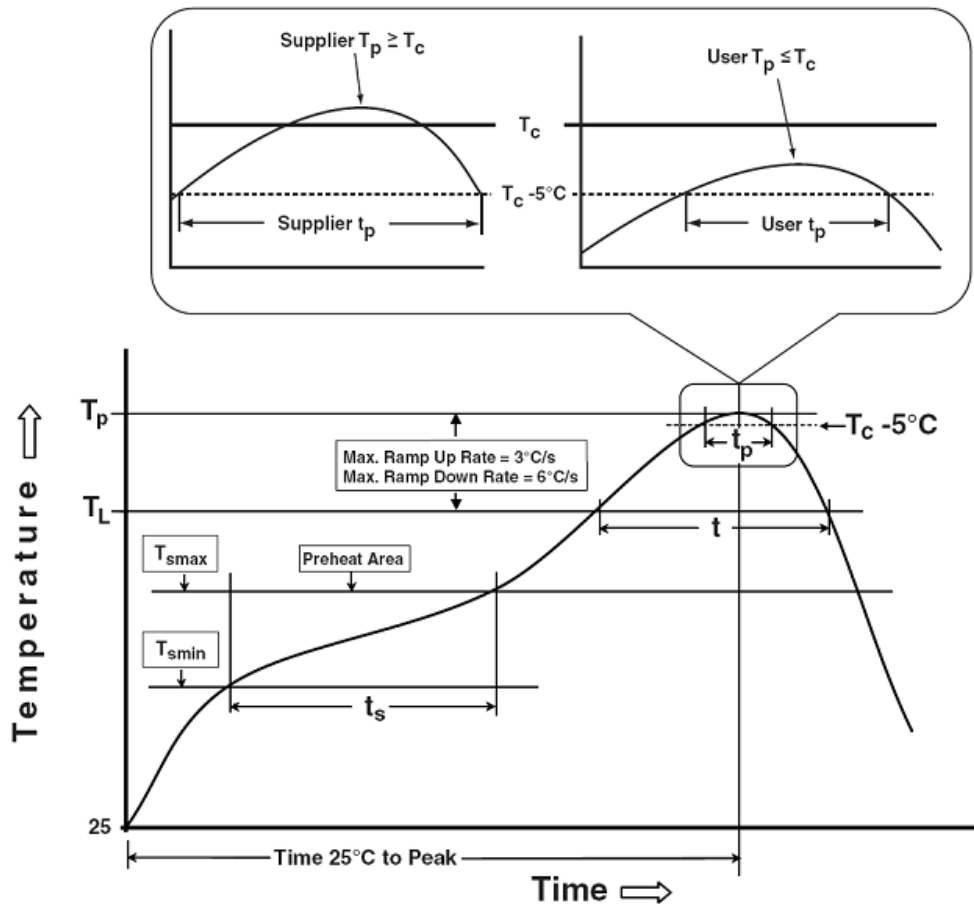 Supplier Tp ≥ Tc
User Tp ≤ Tc
Tc
Tc -5°C
Supplier tp
User tp
Tp
Tc -5°C
tp
Max. Ramp Up Rate = 3°C/s
Max. Ramp Down Rate = 6°C/s
TL
t
Tsmax
Preheat Area
Tsmin
ts
Temperature
25
Time 25°C to Peak
Time